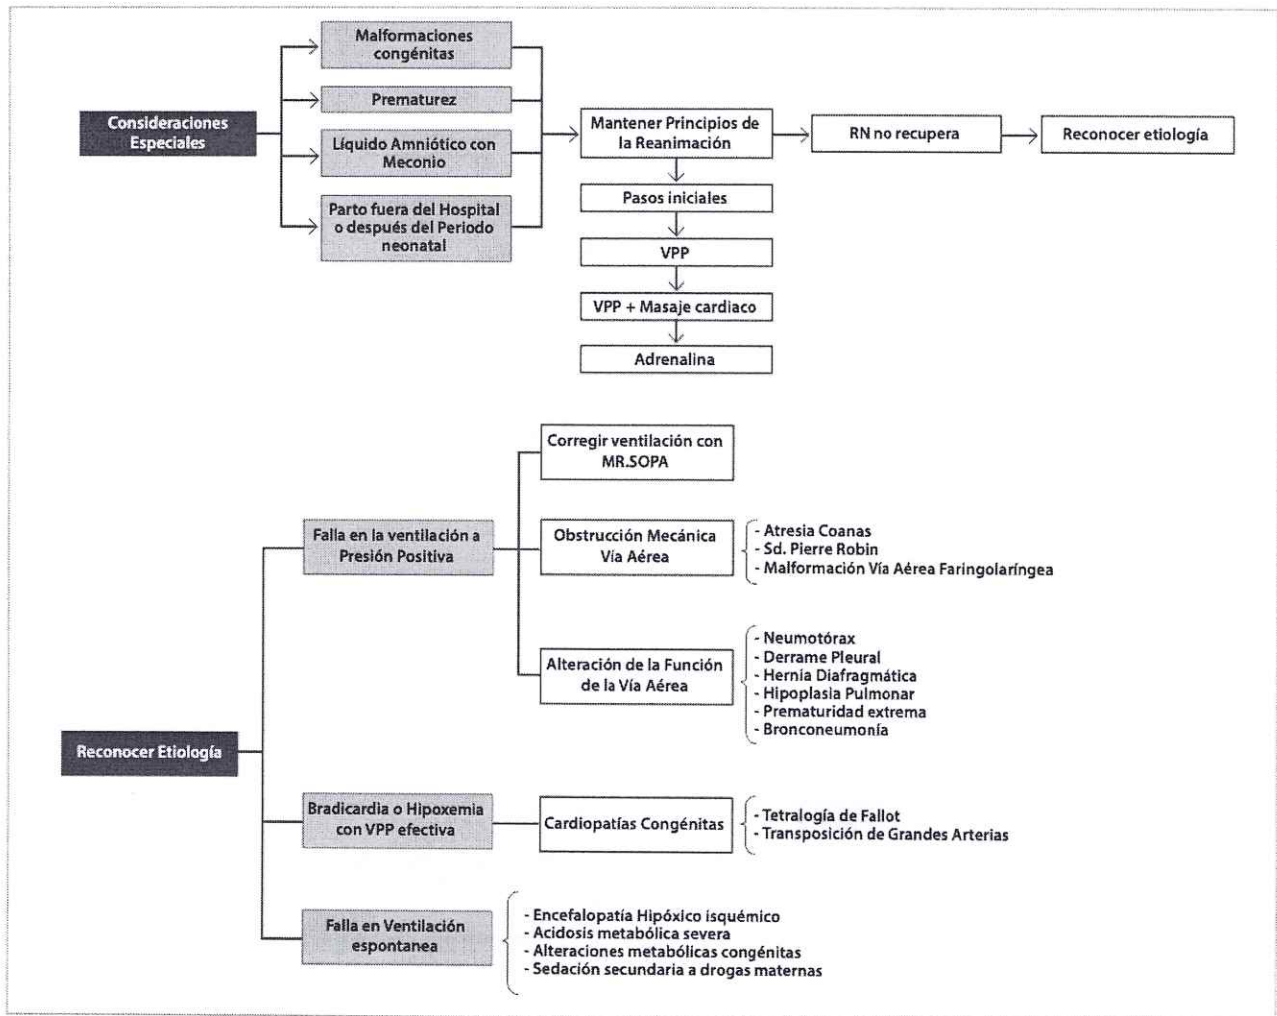 Malformaciones
congénitas
Prematurez
Consideraciones
Especiales
Líquido Amniótico con
Meconio
Parto fuera del Hospital
o después del Periodo
neonatal
Mantener Principios de
la Reanimación
RN no recupera
Reconocer etiología
Pasos iniciales
VPP
VPP + Masaje cardiaco
Adrenalina
Corregir ventilación con
MR.SOPA
Falla en la ventilación a
Presión Positiva
Obstrucción Mecánica
Vía Aérea
- Atresia Coanas
- Sd. Pierre Robin
- Malformación Vía Aérea Faringolaríngea
Alteración de la Función
de la Vía Aérea
- Neumotórax
- Derrame Pleural
- Hernia Diafragmática
- Hipoplasia Pulmonar
- Prematuridad extrema
- Bronconeumonía
Reconocer Etiología
Bradicardia o Hipoxemia
con VPP efectiva
Cardiopatías Congénitas
- Tetralogía de Fallot
- Transposición de Grandes Arterias
Falla en Ventilación
espontanea
- Encefalopatía Hipóxico isquémico
- Acidosis metabólica severa
- Alteraciones metabólicas congénitas
- Sedación secundaria a drogas maternas